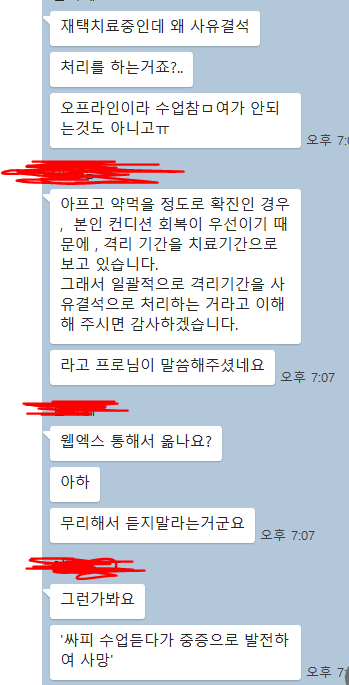 재택치료중인데 왜 사유결석
처리를 하는거죠?..
오프라인이라 수업참ㅁ여가 안되
는것도 아니고ㅠ
오후 7:0
아프고 약먹을 정도로 확진인 경우
, 본인 컨디션 회복이 우선이기 때
문에 , 격리 기간을 치료기간으로
보고 있습니다.
그래서 일괄적으로 격리기간을 사
유결석으로 처리하는 거라고 이해
해 주시면 감사하겠습니다.
라고 프로님이 말씀해주셨네요
오후 7:07
웹엑스 통해서 옮나요?
아하
무리해서 듣지말라는거군요
오후 7:07
그런가봐요
'싸피 수업듣다가 중증으로 발전하
여 사망'
오후 7: